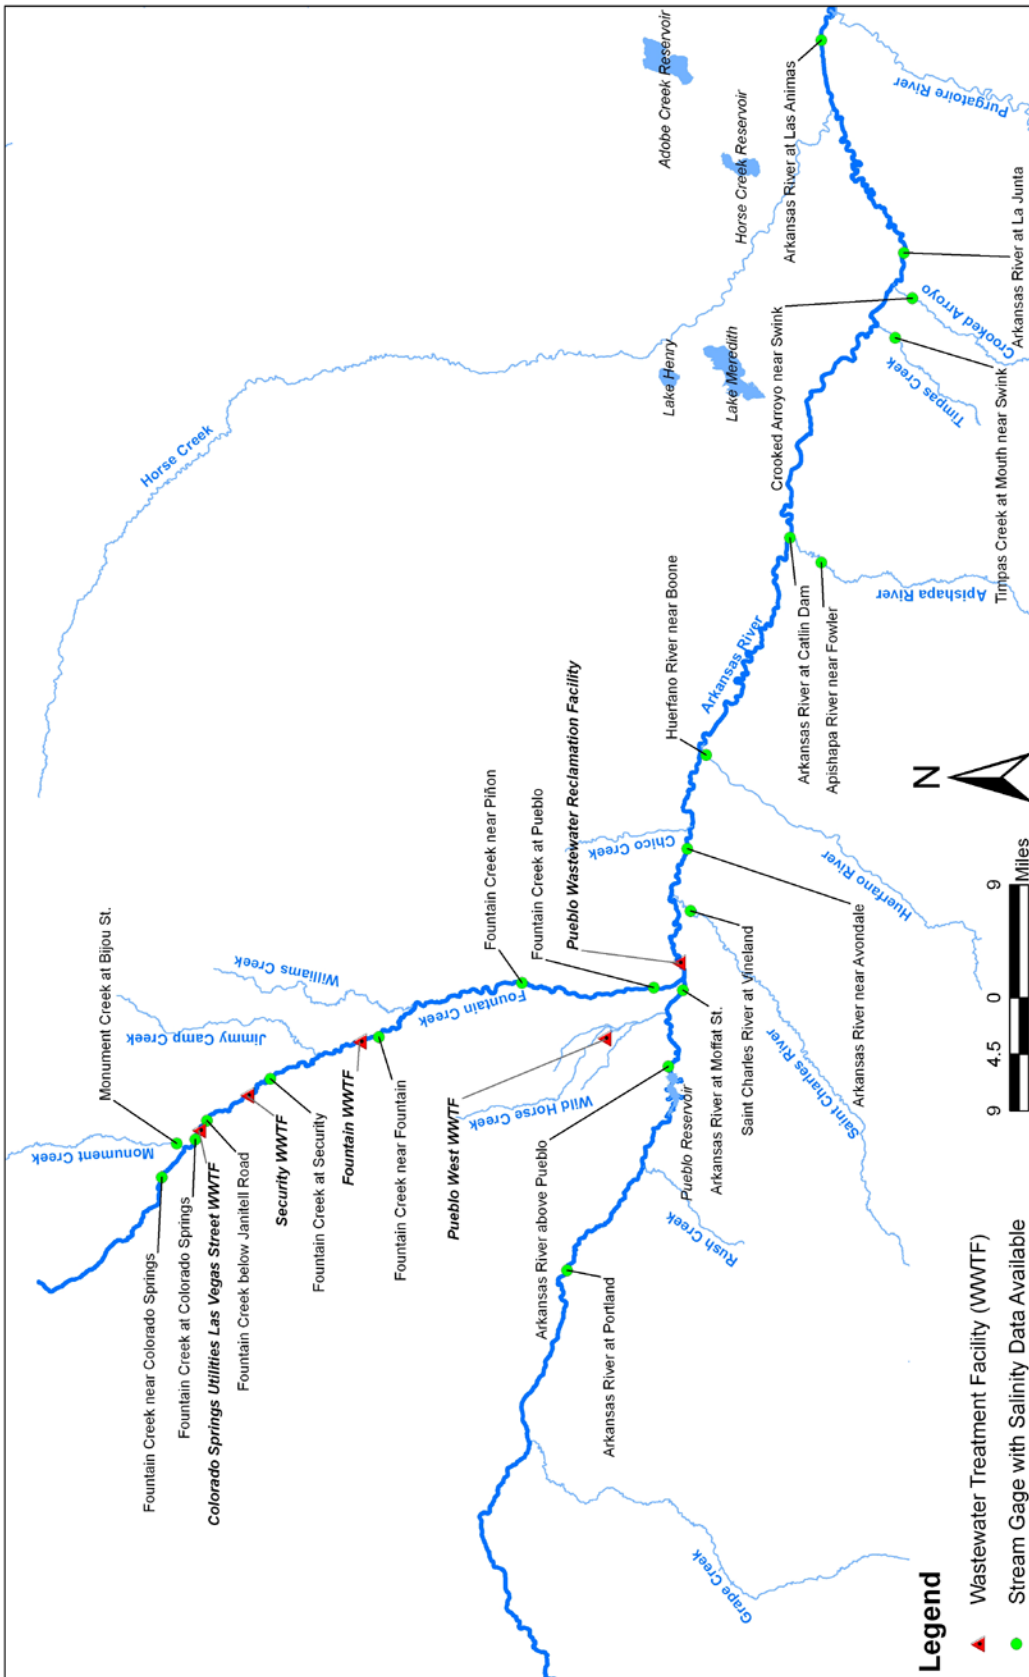 Monument Creek at Bijou St.
Monument Creek
Fountain Creek near Colorado Springs
Fountain Creek at Colorado Springs
Colorado Springs Utilities Las Vegas Street WWTF
Fountain Creek below Janitell Road
Security WWTF
Fountain Creek at Security
Fountain WWTF
Fountain Creek near Fountain
Jimmy Camp Creek
Williams Creek
Fountain Creek
Fountain Creek near Piñon
Fountain Creek at Pueblo
Pueblo Wastewater Reclamation Facility
Pueblo West WWTF
Wild Horse Creek
Arkansas River above Pueblo
Arkansas River at Portland
Pueblo Reservoir
Arkansas River at Moffat St.
Rush Creek
Grape Creek
Saint Charles River at Vineland
Saint Charles River
Arkansas River near Avondale
Chico Creek
Huerfano River near Boone
Huerfano River
Arkansas River
Horse Creek
Adobe Creek Reservoir
Horse Creek Reservoir
Lake Henry
Lake Meredith
Arkansas River at Las Animas
Purgatoire River
Crooked Arroyo near Swink
Arkansas River at Catlin Dam
Apishapa River near Fowler
Apishapa River
Timpas Creek
Timpas Creek at Mouth near Swink
Crooked Arroyo
Arkansas River at La Junta
N
9 4.5 0 9
Miles
Legend
Wastewater Treatment Facility (WWTF)
Stream Gage with Salinity Data Available